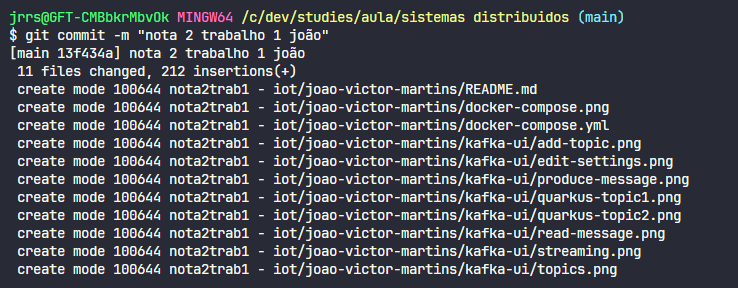 jrrs@GFT-CMBbkrMbvOk MINGW64 /c/dev/studies/aula/sistemas distribuidos (main)
$ git commit -m "nota 2 trabalho 1 joão"
[main 13f434a] nota 2 trabalho 1 joão
 11 files changed, 212 insertions(+)
 create mode 100644 nota2trab1 - iot/joao-victor-martins/README.md
 create mode 100644 nota2trab1 - iot/joao-victor-martins/docker-compose.png
 create mode 100644 nota2trab1 - iot/joao-victor-martins/docker-compose.yml
 create mode 100644 nota2trab1 - iot/joao-victor-martins/kafka-ui/add-topic.png
 create mode 100644 nota2trab1 - iot/joao-victor-martins/kafka-ui/edit-settings.png
 create mode 100644 nota2trab1 - iot/joao-victor-martins/kafka-ui/produce-message.png
 create mode 100644 nota2trab1 - iot/joao-victor-martins/kafka-ui/quarkus-topic1.png
 create mode 100644 nota2trab1 - iot/joao-victor-martins/kafka-ui/quarkus-topic2.png
 create mode 100644 nota2trab1 - iot/joao-victor-martins/kafka-ui/read-message.png
 create mode 100644 nota2trab1 - iot/joao-victor-martins/kafka-ui/streaming.png
 create mode 100644 nota2trab1 - iot/joao-victor-martins/kafka-ui/topics.png